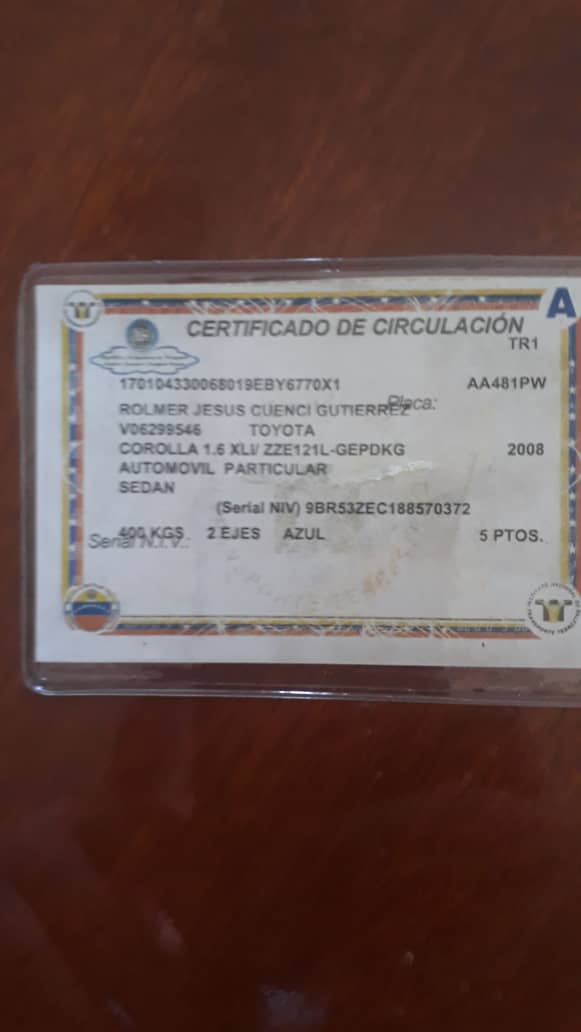 A
CERTIFICADO DE CIRCULACIÓN
TR1
170104330068019EBY6770X1 AA481PW
Placa:
ROLMER JESUS CUENCI GUTIERREZ
V06299546 TOYOTA
COROLLA 1.6 XLI/ ZZE121L-GEPDKG 2008
AUTOMOVIL PARTICULAR
SEDAN
(Serial NIV) 9BR53ZEC188570372
400 KGS 2 EJES AZUL 5 PTOS.
Serial N.I.V.: